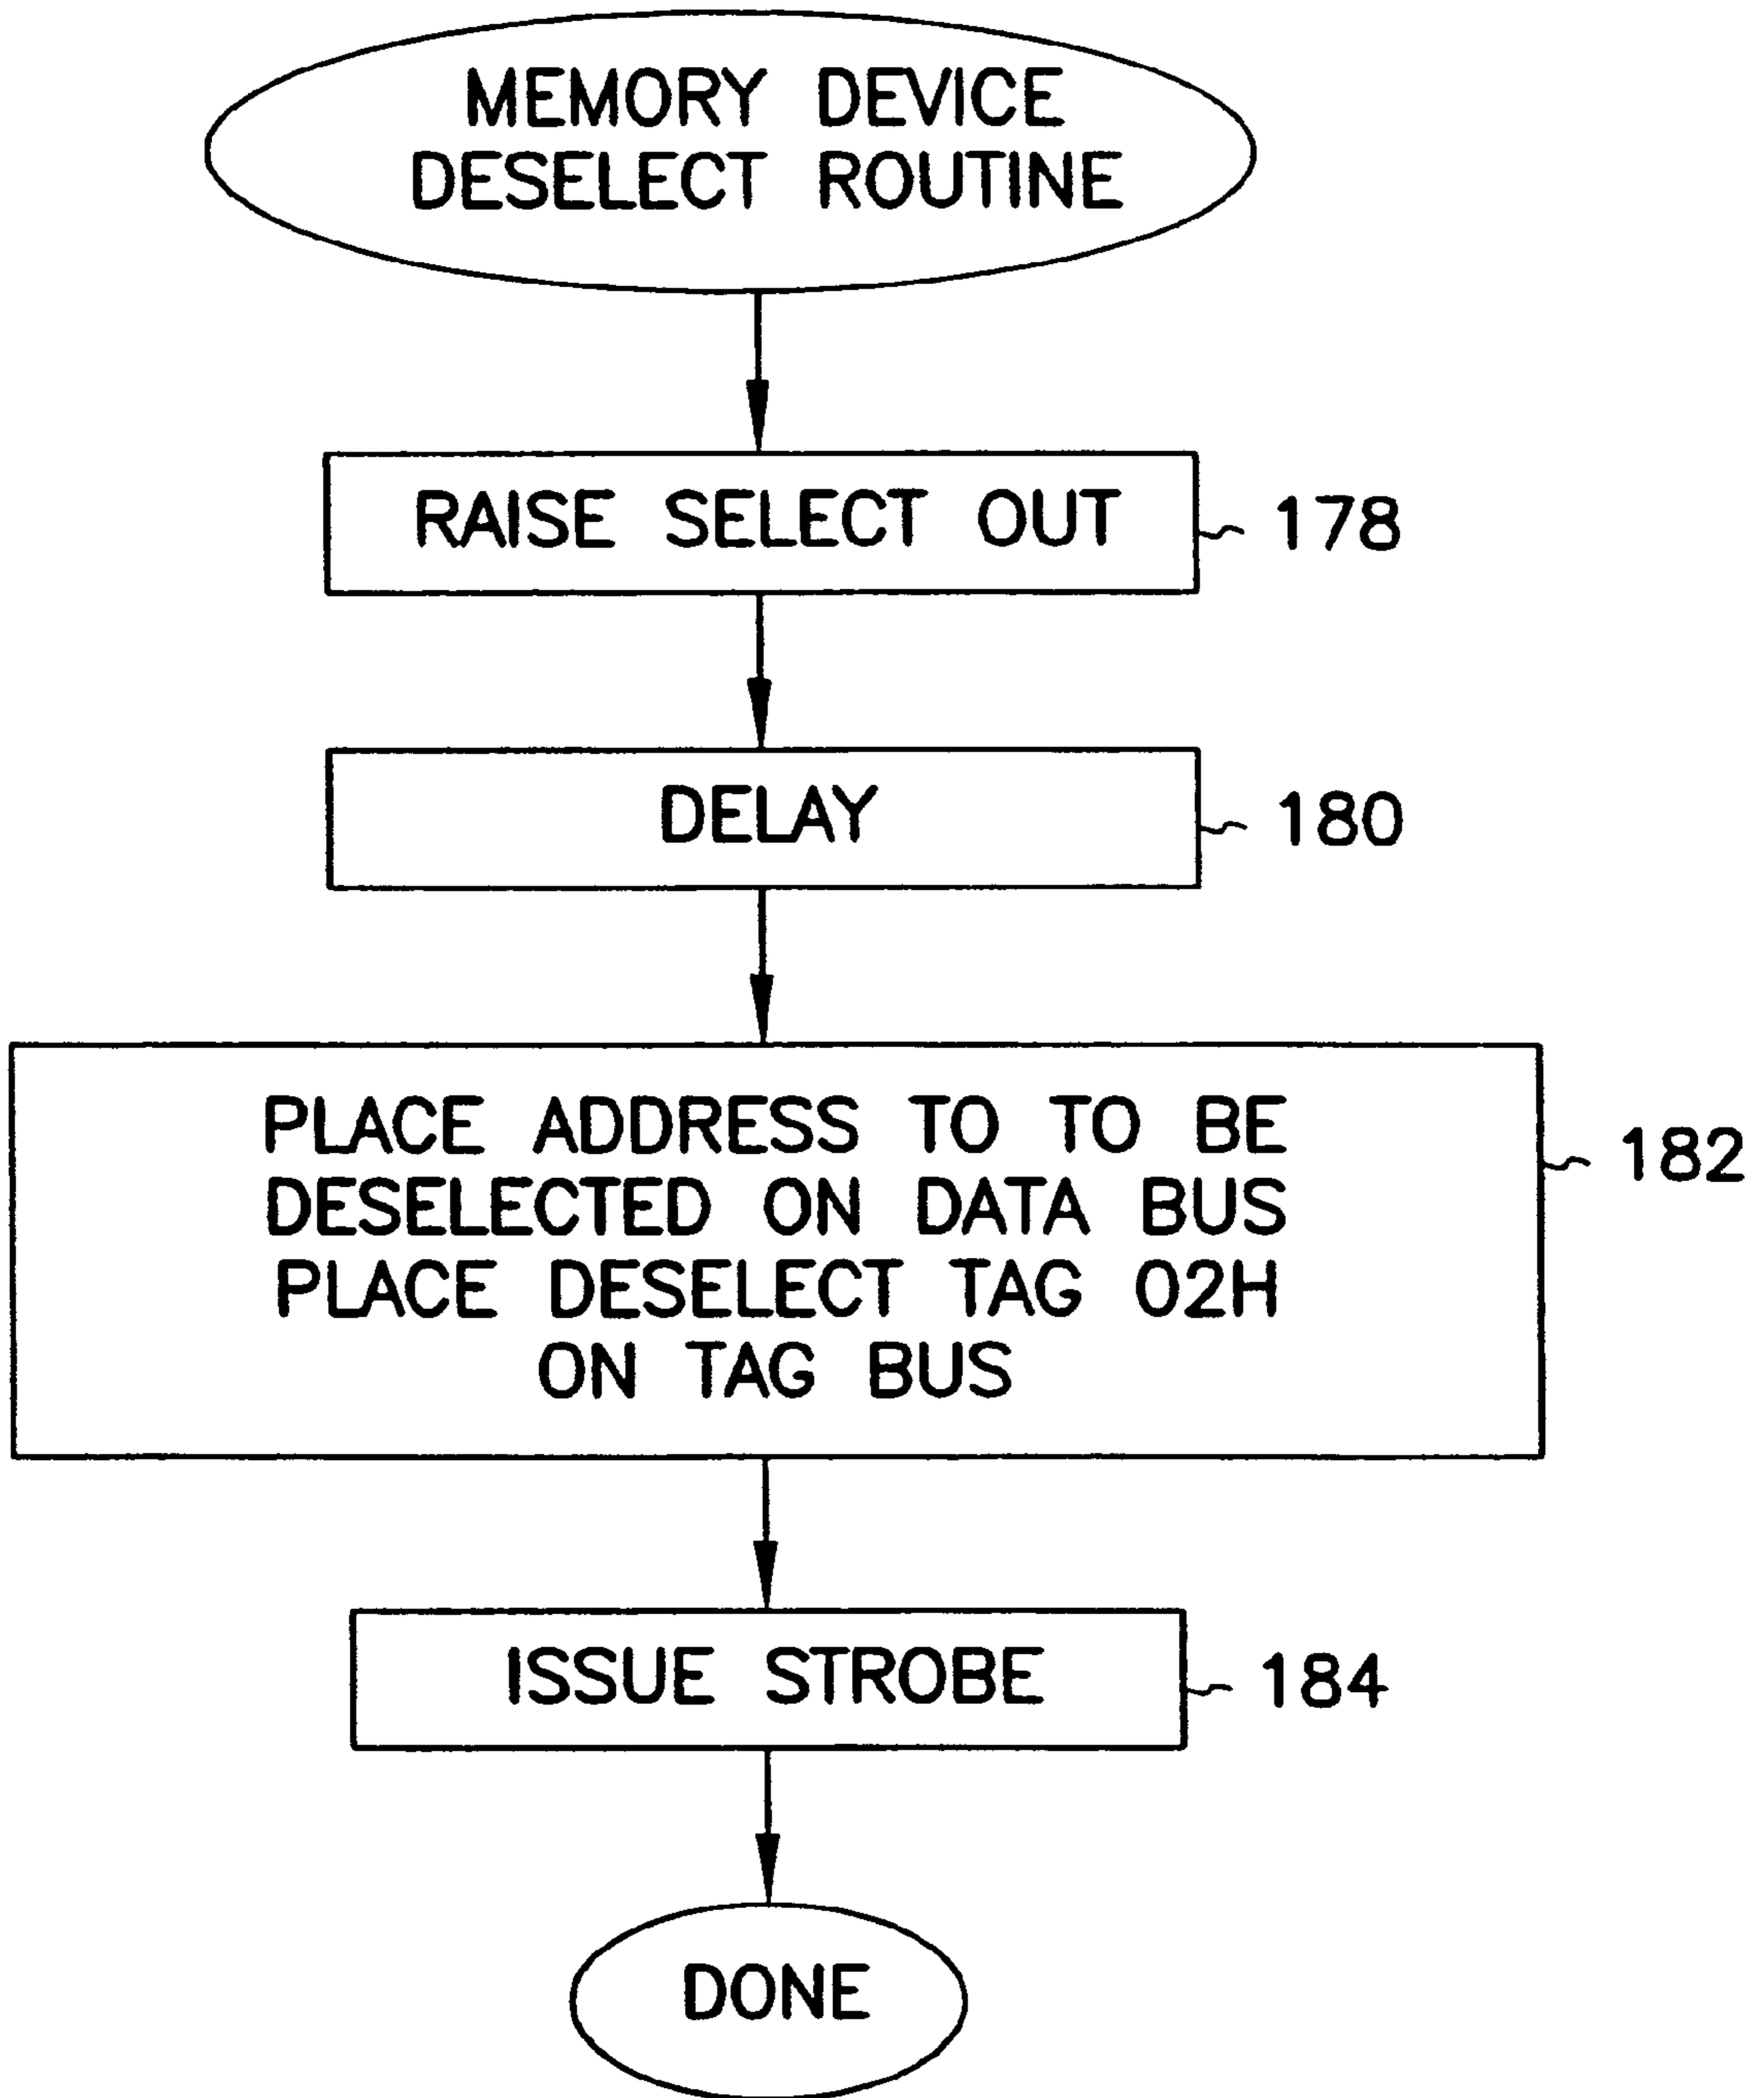 MEMORY DEVICE
DESELECT ROUTINE
RAISE SELECT OUT
178
DELAY
180
PLACE ADDRESS TO TO BE
DESELECTED ON DATA BUS
PLACE DESELECT TAG 02H
ON TAG BUS
182
ISSUE STROBE
184
DONE